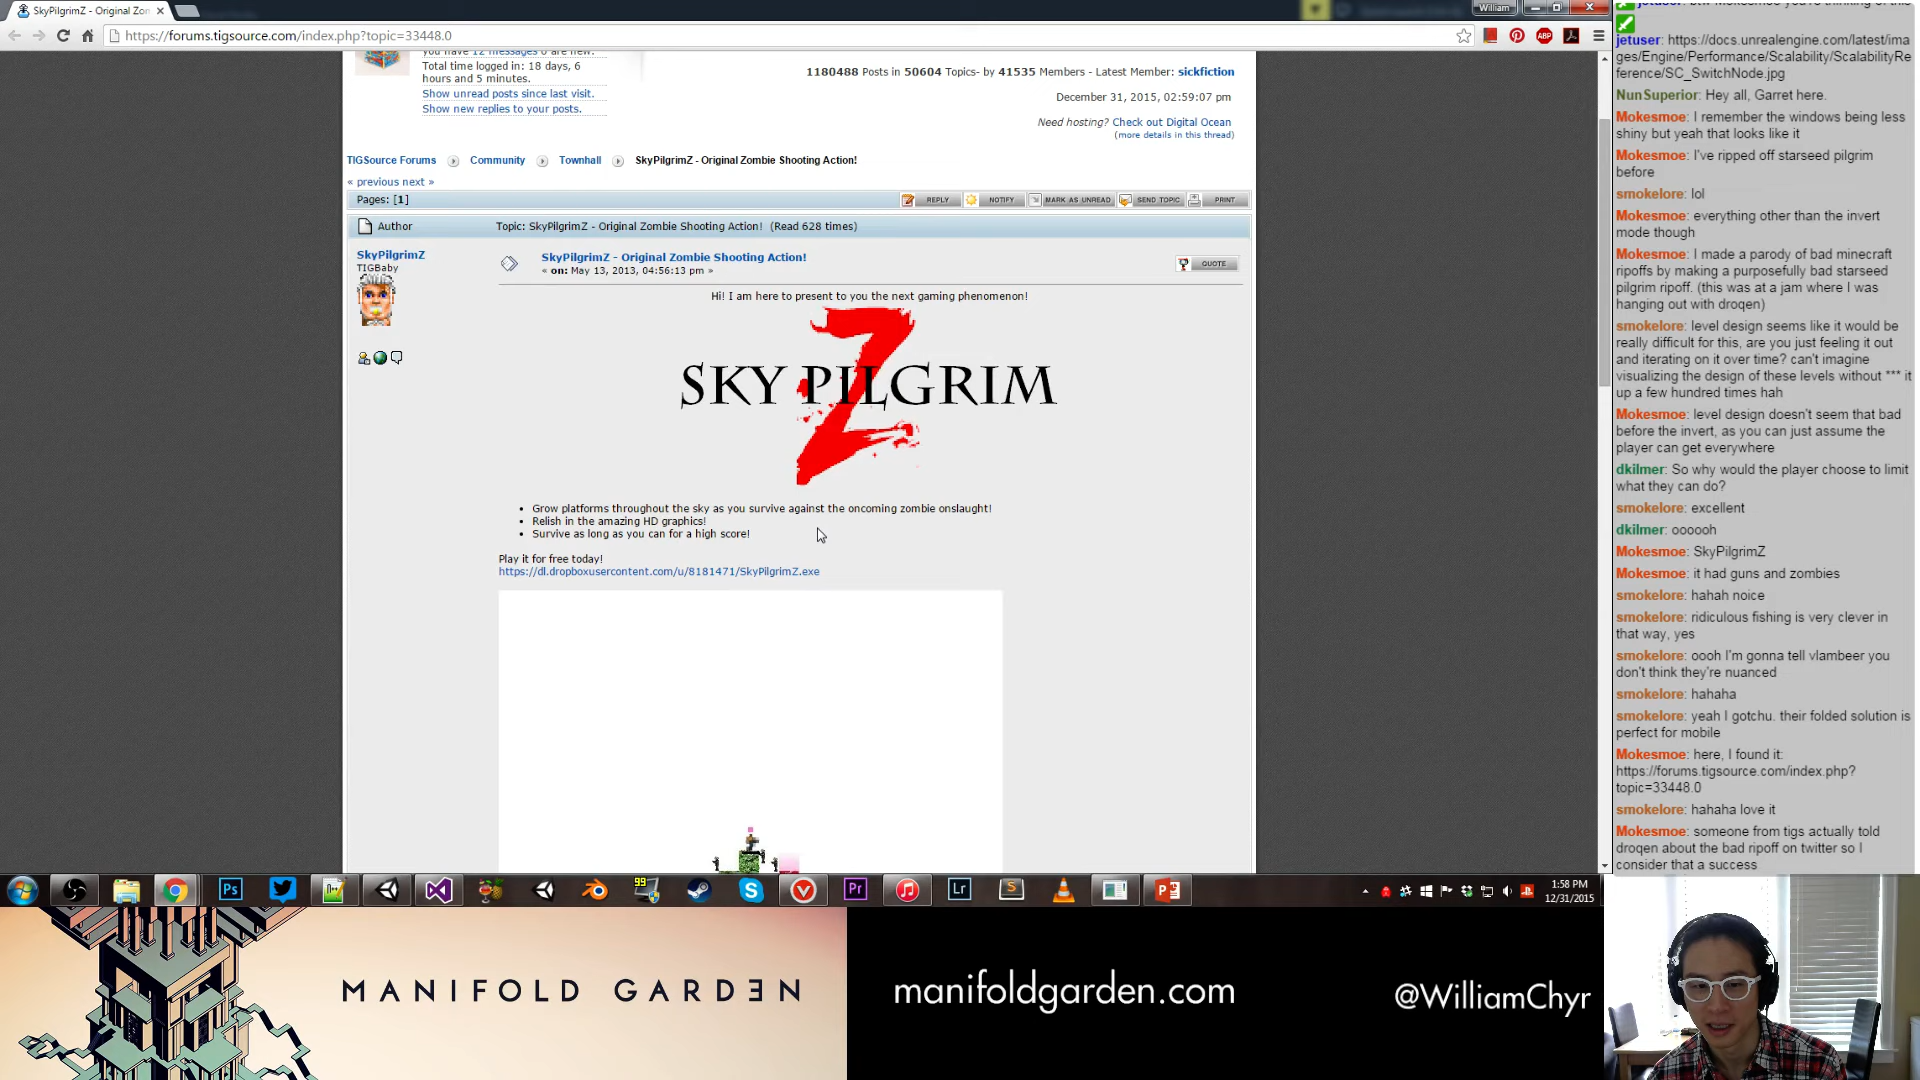 SkyPilgrimZ - Original Zon
William
https://forums.tigsource.com/index.php?topic=33448.0
you have 12 messages 0 are new.
Total time logged in: 18 days, 6
hours and 5 minutes.
Show unread posts since last visit.
Show new replies to your posts.
1180488 Posts in 50604 Topics- by 41535 Members - Latest Member: sickfiction
December 31, 2015, 02:59:07 pm
Need hosting? Check out Digital Ocean
(more details in this thread)
TIGSource Forums Community Townhall SkyPilgrimZ - Original Zombie Shooting Action!
« previous next »
Pages: [1]
REPLY NOTIFY MARK AS UNREAD SEND TOPIC PRINT
Author Topic: SkyPilgrimZ - Original Zombie Shooting Action! (Read 628 times)
SkyPilgrimZ
TIGBaby
SkyPilgrimZ - Original Zombie Shooting Action!
« on: May 13, 2013, 04:56:13 pm »
QUOTE
Hi! I am here to present to you the next gaming phenomenon!
SKY PILGRIM
Z
• Grow platforms throughout the sky as you survive against the oncoming zombie onslaught!
• Relish in the amazing HD graphics!
• Survive as long as you can for a high score!
Play it for free today!
https://dl.dropboxusercontent.com/u/8181471/SkyPilgrimZ.exe
jetuser: https://docs.unrealengine.com/latest/ima
ges/Engine/Performance/Scalability/ScalabilityRe
ference/SC_SwitchNode.jpg
NunSuperior: Hey all, Garret here.
Mokesmoe: I remember the windows being less
shiny but yeah that looks like it
Mokesmoe: I've ripped off starseed pilgrim
before
smokelore: lol
Mokesmoe: everything other than the invert
mode though
Mokesmoe: I made a parody of bad minecraft
ripoffs by making a purposefully bad starseed
pilgrim ripoff. (this was at a jam where I was
hanging out with droqen)
smokelore: level design seems like it would be
really difficult for this, are you just feeling it out
and iterating on it over time? can't imagine
visualizing the design of these levels without *** it
up a few hundred times hah
Mokesmoe: level design doesn't seem that bad
before the invert, as you can just assume the
player can get everywhere
dkilmer: So why would the player choose to limit
what they can do?
smokelore: excellent
dkilmer: oooooh
Mokesmoe: SkyPilgrimZ
Mokesmoe: it had guns and zombies
smokelore: hahah noice
smokelore: ridiculous fishing is very clever in
that way, yes
smokelore: oooh I'm gonna tell vlambeer you
don't think they're nuanced
smokelore: hahaha
smokelore: yeah I gotchu. their folded solution is
perfect for mobile
Mokesmoe: here, I found it:
https://forums.tigsource.com/index.php?
topic=33448.0
smokelore: hahaha love it
Mokesmoe: someone from tigs actually told
droqen about the bad ripoff on twitter so I
consider that a success
ABP
Ps
99
Pr
Lr
S
1:58 PM
12/31/2015
MANIFOLD GARDEN
manifoldgarden.com
@WilliamChyr